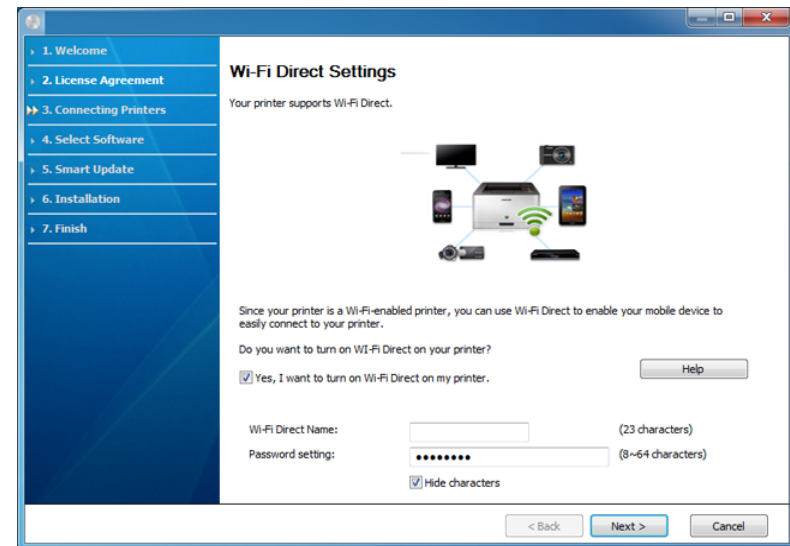 1. Welcome
2. License Agreement
3. Connecting Printers
4. Select Software
5. Smart Update
6. Installation
7. Finish
Wi-Fi Direct Settings
Your printer supports Wi-Fi Direct.
Since your printer is a Wi-Fi-enabled printer, you can use Wi-Fi Direct to enable your mobile device to
easily connect to your printer.
Do you want to turn on WI-Fi Direct on your printer?
Yes, I want to turn on Wi-Fi Direct on my printer.
Help
Wi-Fi Direct Name: (23 characters)
Password setting: •••••••• (8~64 characters)
Hide characters
< Back Next > Cancel